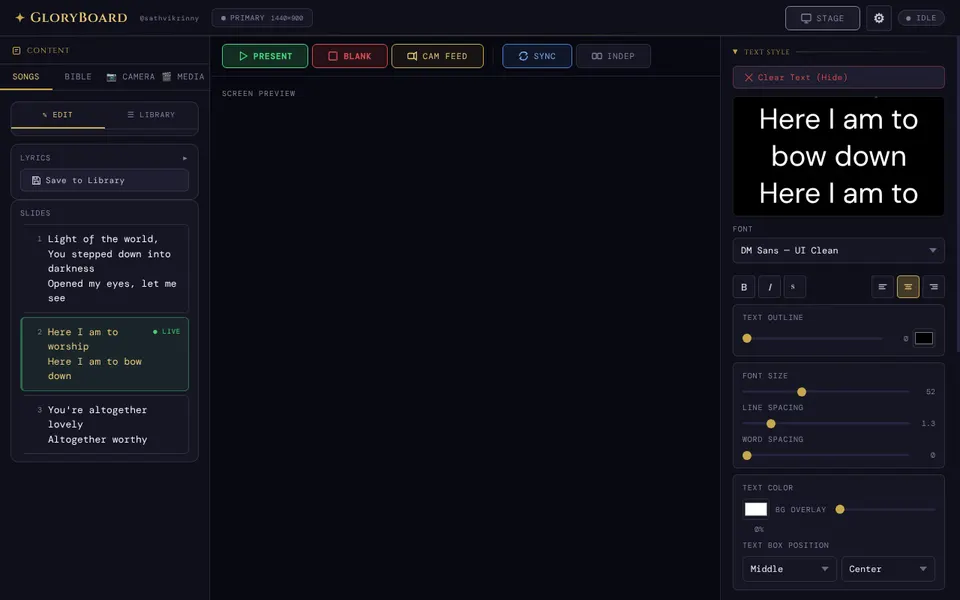 ✦ GLORYBOARD
@sathvikrinny
● PRIMARY 1440×900
STAGE
● IDLE
CONTENT
SONGS
BIBLE
CAMERA
MEDIA
✎ EDIT
☰ LIBRARY
LYRICS
Save to Library
SLIDES
1 Light of the world,
You stepped down into
darkness
Opened my eyes, let me
see
2 Here I am to
worship
● LIVE
Here I am to bow
down
3 You're altogether
lovely
Altogether worthy
PRESENT
BLANK
CAM FEED
SYNC
INDEP
SCREEN PREVIEW
▼ TEXT STYLE
Clear Text (Hide)
Here I am to
bow down
Here I am to
FONT
DM Sans — UI Clean
B
I
S
TEXT OUTLINE
0
FONT SIZE
52
LINE SPACING
1.3
WORD SPACING
0
TEXT COLOR
BG OVERLAY
0%
TEXT BOX POSITION
Middle
Center